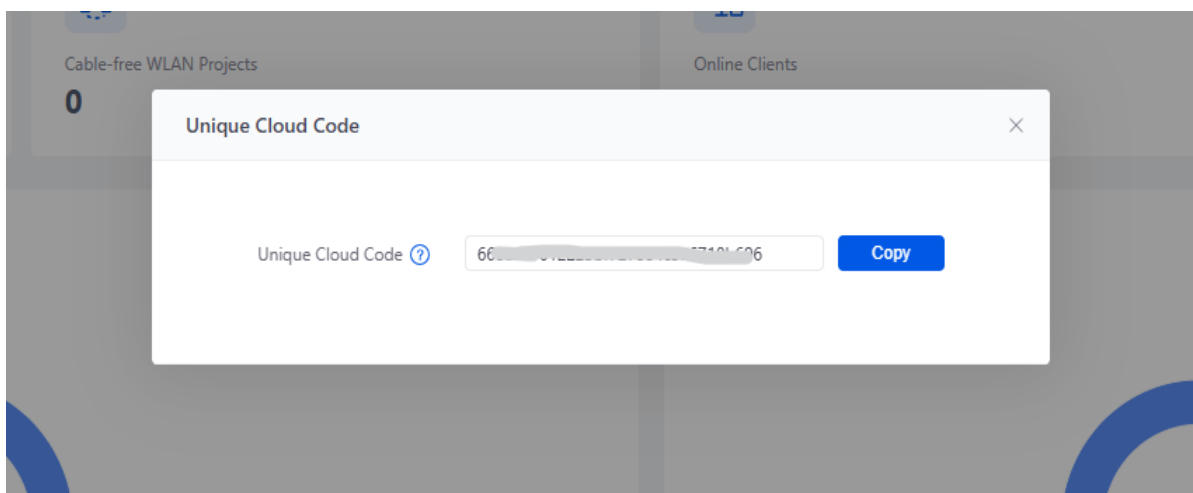 Cable-free WLAN Projects
Online Clients
0
Unique Cloud Code
Unique Cloud Code ?
Copy